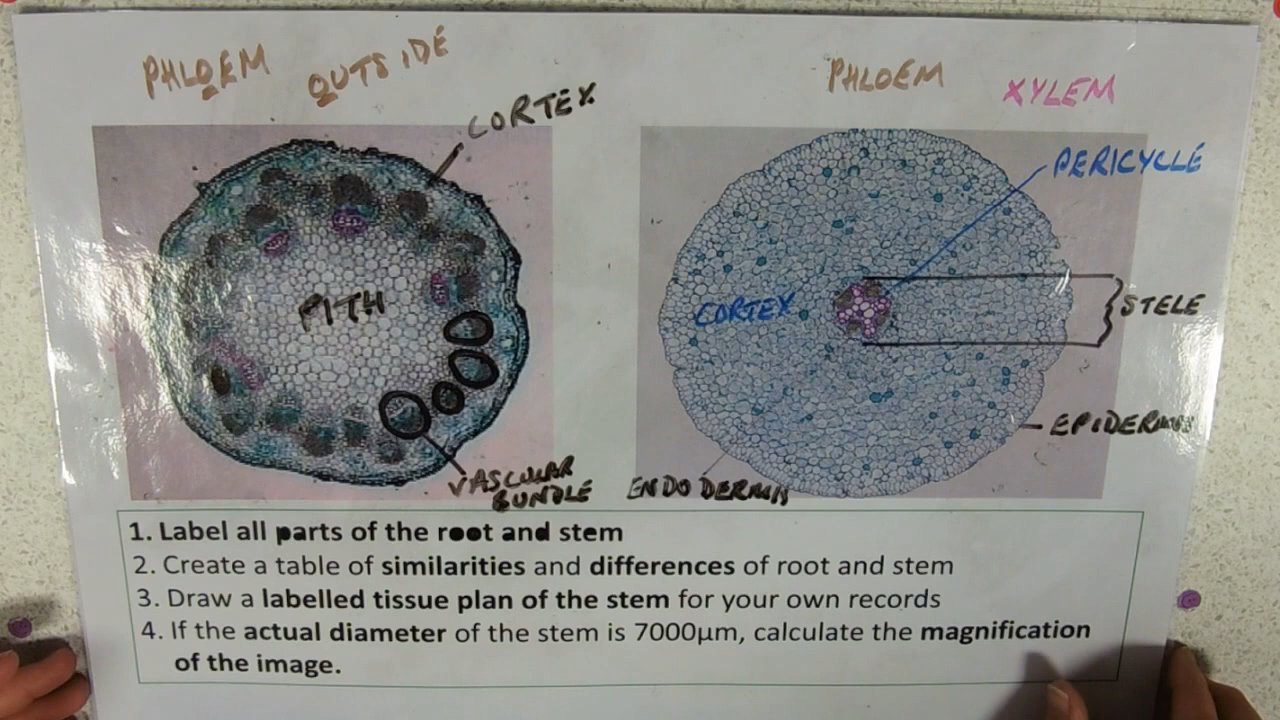 PHLOEM OUTSIDE
CORTEX
PITH
VASCULAR
BUNDLE
PHLOEM XYLEM
PERICYCLE
CORTEX
STELE
EPIDERMIS
ENDODERMIS
1. Label all parts of the root and stem
2. Create a table of similarities and differences of root and stem
3. Draw a labelled tissue plan of the stem for your own records
4. If the actual diameter of the stem is 7000µm, calculate the magnification
of the image.